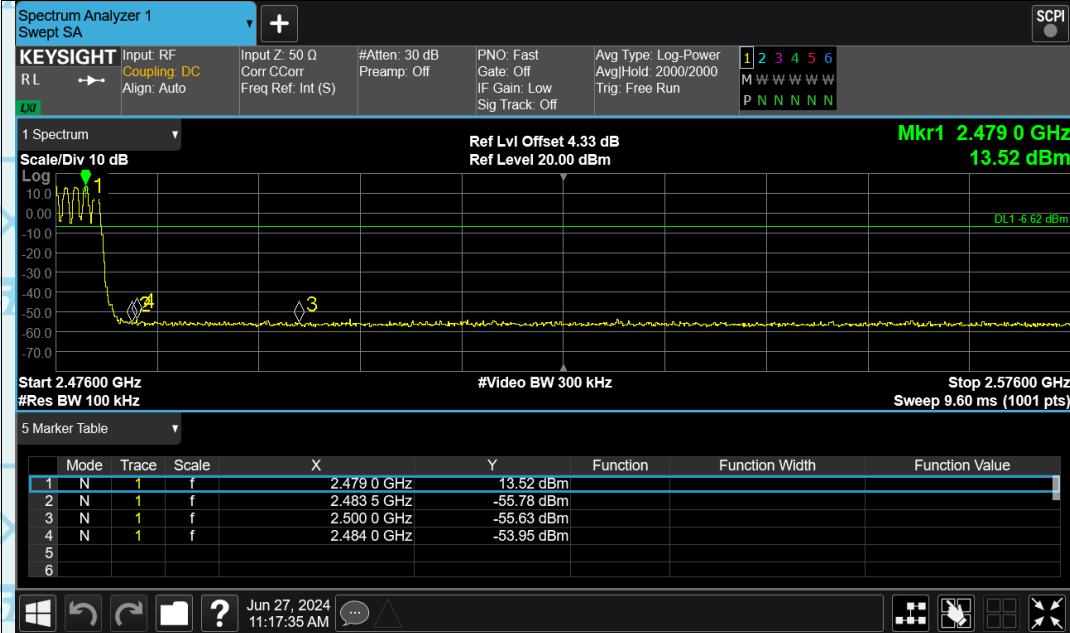 Spectrum Analyzer 1
Swept SA
+
SCPI
KEYSIGHT
R L
LXI
Input: RF
Coupling: DC
Align: Auto
Input Z: 50 Ω
Corr CCorr
Freq Ref: Int (S)
#Atten: 30 dB
Preamp: Off
PNO: Fast
Gate: Off
IF Gain: Low
Sig Track: Off
Avg Type: Log-Power
Avg|Hold: 2000/2000
Trig: Free Run
1 2 3 4 5 6
M W W W W W
P N N N N N
1 Spectrum
Scale/Div 10 dB
Ref Lvl Offset 4.33 dB
Ref Level 20.00 dBm
Mkr1 2.479 0 GHz
13.52 dBm
Log
10.0
0.00
-10.0
-20.0
-30.0
-40.0
-50.0
-60.0
-70.0
1
2
4
3
DL1 -6.62 dBm
Start 2.47600 GHz
#Res BW 100 kHz
#Video BW 300 kHz
Stop 2.57600 GHz
Sweep 9.60 ms (1001 pts)
5 Marker Table
Mode Trace Scale X Y Function Function Width Function Value
1 N 1 f 2.479 0 GHz 13.52 dBm
2 N 1 f 2.483 5 GHz -55.78 dBm
3 N 1 f 2.500 0 GHz -55.63 dBm
4 N 1 f 2.484 0 GHz -53.95 dBm
5
6
?
Jun 27, 2024
11:17:35 AM